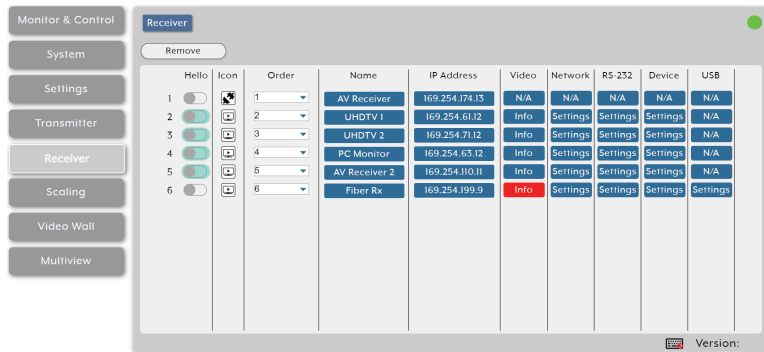 Monitor & Control
System
Settings
Transmitter
Receiver
Scaling
Video Wall
Multiview
Receiver
Remove
Hello Icon Order Name IP Address Video Network RS-232 Device USB
1 1 AV Receiver 169.254.174.13 N/A N/A N/A N/A N/A
2 2 UHDTV 1 169.254.61.12 Info Settings Settings Settings N/A
3 3 UHDTV 2 169.254.71.12 Info Settings Settings Settings N/A
4 4 PC Monitor 169.254.63.12 Info Settings Settings Settings N/A
5 5 AV Receiver 2 169.254.110.11 Info Settings Settings Settings N/A
6 6 Fiber Rx 169.254.199.9 Info Settings Settings Settings Settings
Version: